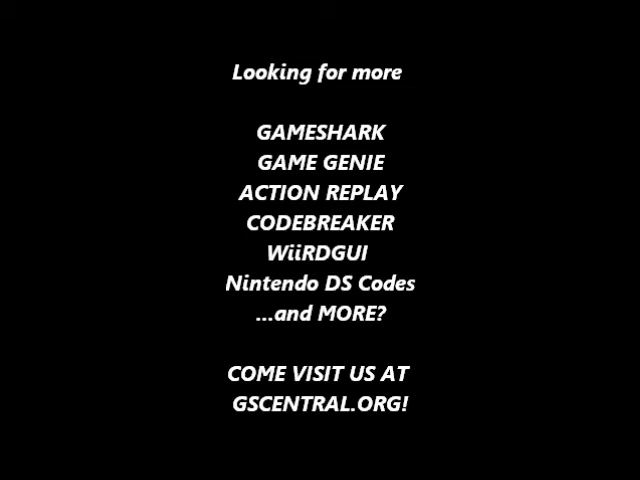 Looking for more
GAMESHARK
GAME GENIE
ACTION REPLAY
CODEBREAKER
WiiRDGUI
Nintendo DS Codes
...and MORE?
COME VISIT US AT
GSCENTRAL.ORG!